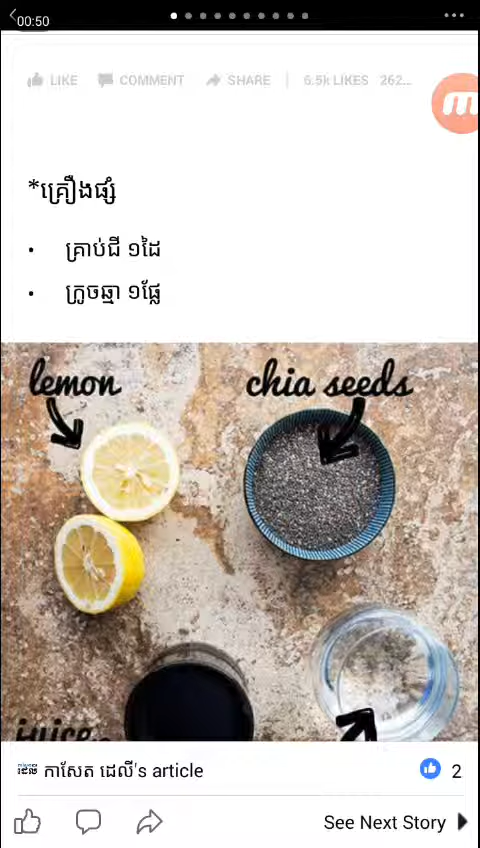 00:50
LIKE COMMENT SHARE 6.5k LIKES 262...
*គ្រឿងផ្សំ
• គ្រាប់ជី ១ដៃ
• ក្រូចឆ្មា ១ផ្លែ
lemon chia seeds
juice
កាសែត ដេលី's article 2
See Next Story